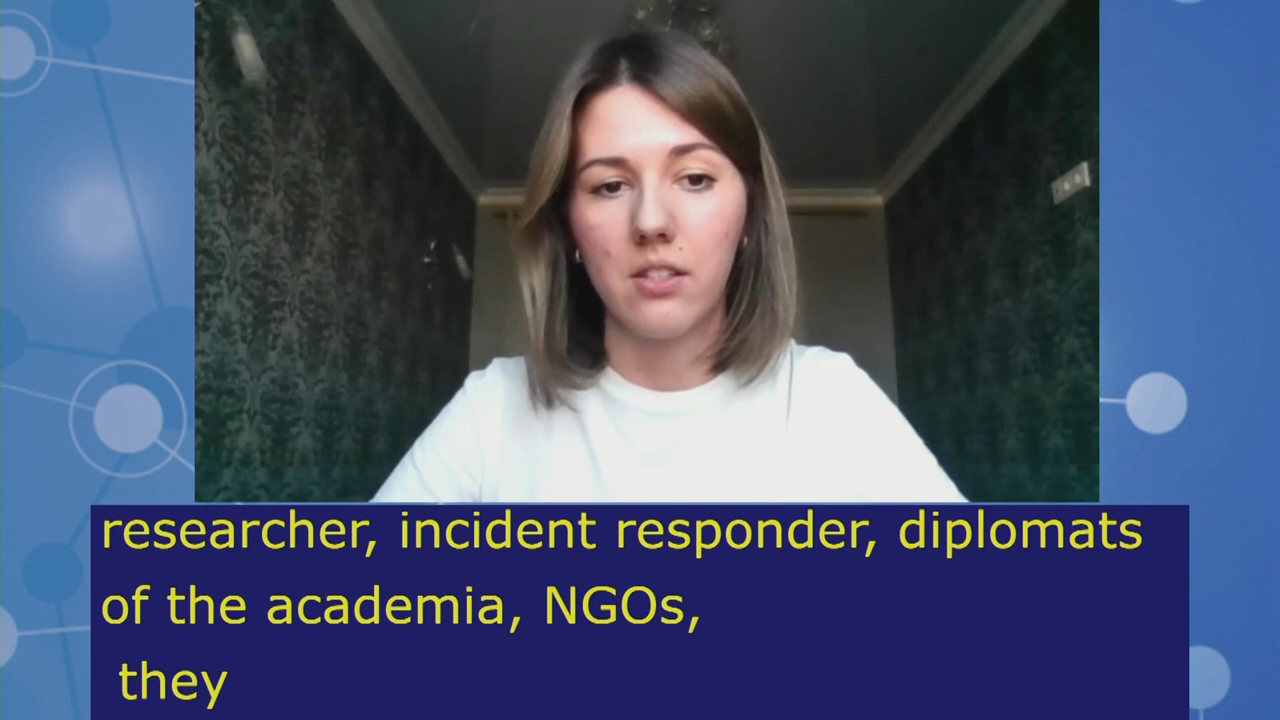 researcher, incident responder, diplomats
of the academia, NGOs,
they